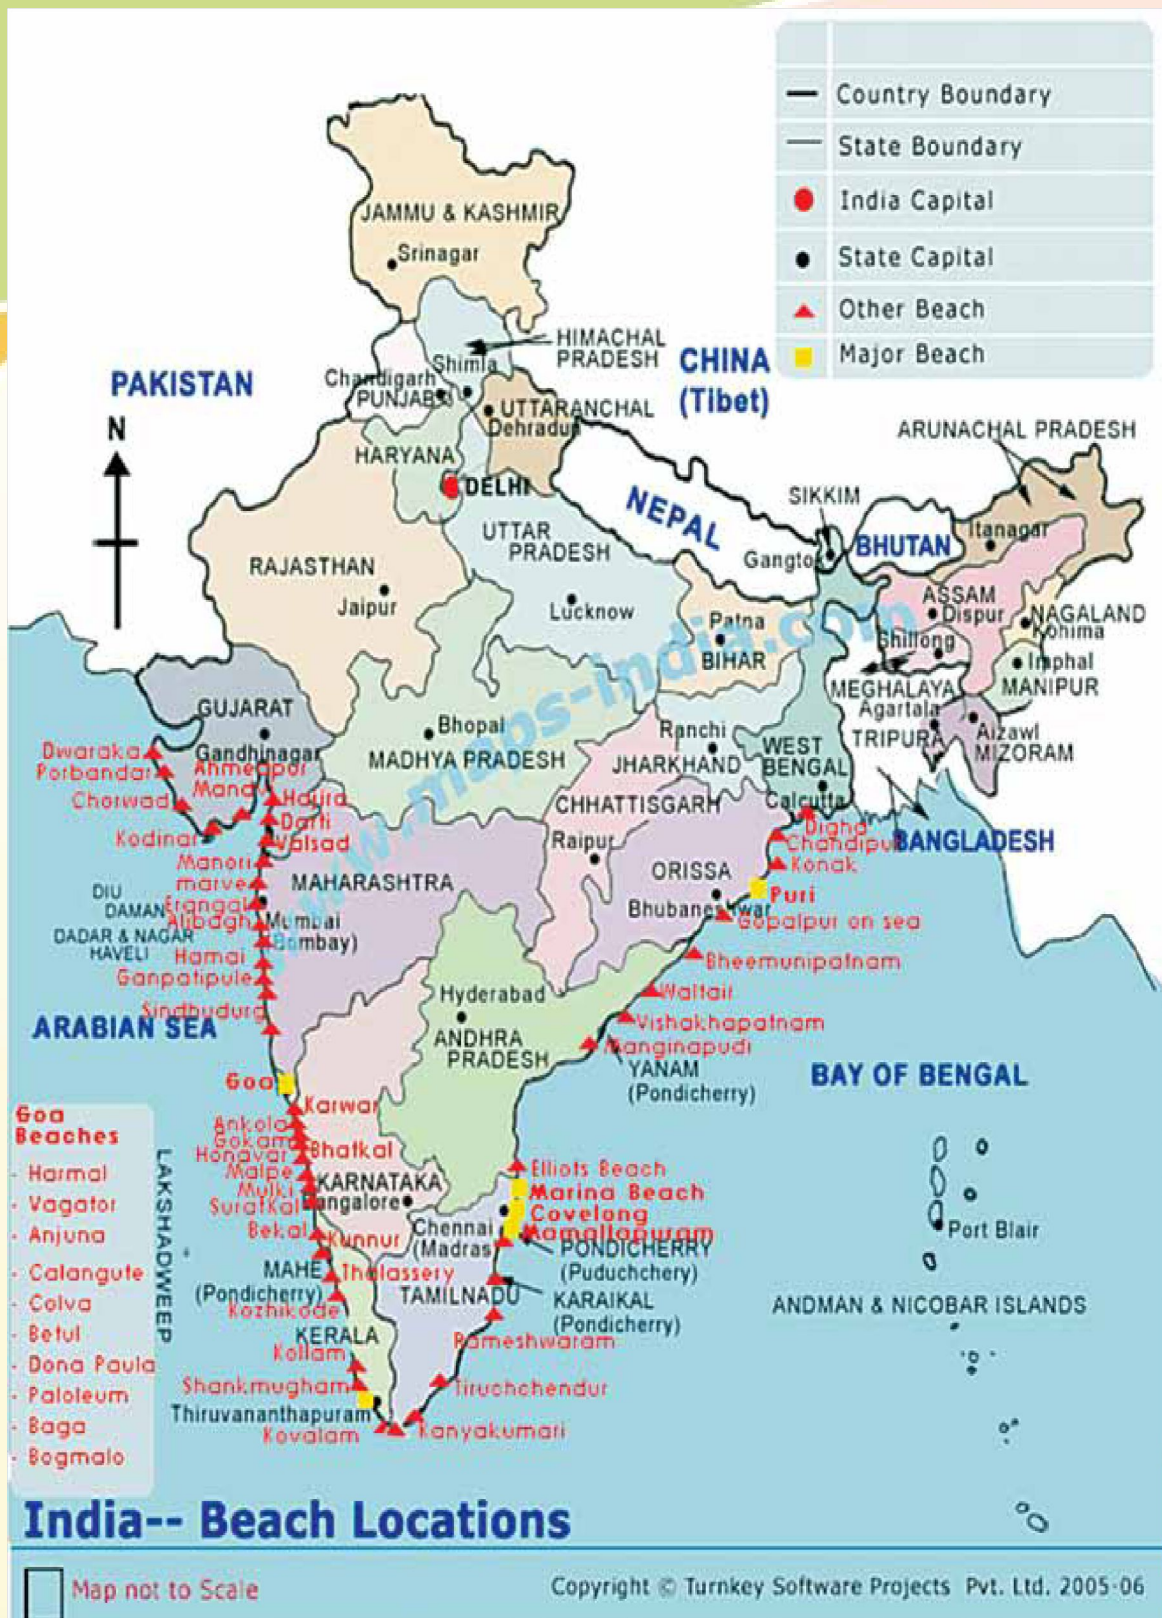 Country Boundary
State Boundary
India Capital
State Capital
Other Beach
Major Beach
JAMMU & KASHMIR
Srinagar
HIMACHAL
PRADESH
CHINA
(Tibet)
PAKISTAN
Shimla
Chandigarh
PUNJAB
UTTARANCHAL
Dehradun
N
HARYANA
DELHI
ARUNACHAL PRADESH
SIKKIM
NEPAL
UTTAR
PRADESH
Gangtok
BHUTAN
Itanagar
RAJASTHAN
Jaipur
Lucknow
ASSAM
Dispur
NAGALAND
Kohima
Patna
BIHAR
Shillong
Imphal
MANIPUR
MEGHALAYA
Agartala
TRIPURA
Aizawl
MIZORAM
www.maps-india.com
GUJARAT
Gandhinagar
Bhopal
MADHYA PRADESH
Ranchi
JHARKHAND
WEST
BENGAL
Calcutta
CHHATTISGARH
Raipur
BANGLADESH
Dwaraka
Porbandar
Ahmedpur
Mandvi
Chorwad
Hajira
Kodinar
Darti
Valsad
Manori
marve
Erangal
Alibagh
DIU
DAMAN
DADAR & NAGAR
HAVELI
Mumbai
(Bombay)
MAHARASHTRA
Harnai
Ganpatipule
Sindhudurg
ARABIAN SEA
Digha
Chandipur
Konak
ORISSA
Puri
Bhubaneshwar
Gopalpur on sea
Bheemunipatnam
Waltair
Vishakhapatnam
Manginapudi
YANAM
(Pondicherry)
Hyderabad
ANDHRA
PRADESH
BAY OF BENGAL
Goa
Karwar
Ankola
Gokarn
Honavar
Bhatkal
Malpe
Mulki
Suratkal
KARNATAKA
Bangalore
Bekal
Kunnur
Elliots Beach
Marina Beach
Covelong
Mamallapuram
Chennai
(Madras)
PONDICHERRY
(Puduchchery)
MAHE
(Pondicherry)
Thalassery
Kozhikode
TAMILNADU
KARAIKAL
(Pondicherry)
KERALA
Kollam
Rameshwaram
Shankmugham
Tiruchchendur
Thiruvananthapuram
Kovalam
Kanyakumari
Port Blair
ANDMAN & NICOBAR ISLANDS
LAKSHADWEEP
Goa
Beaches
- Harmal
- Vagator
- Anjuna
- Calangute
- Colva
- Betul
- Dona Paula
- Paloleum
- Baga
- Bogmalo
India-- Beach Locations
Map not to Scale
Copyright © Turnkey Software Projects Pvt. Ltd. 2005-06